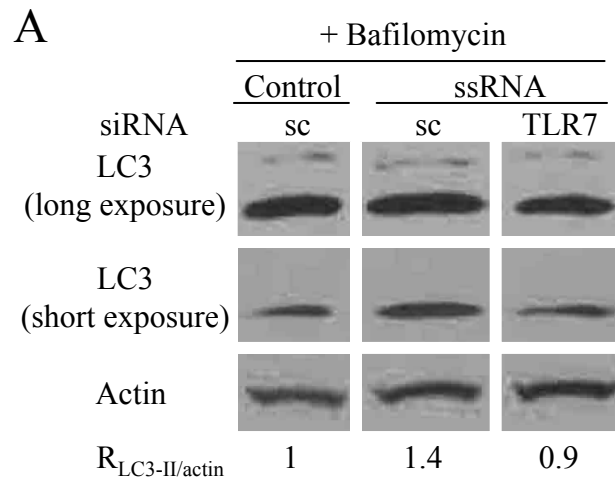 A
+ Bafilomycin
Control ssRNA
siRNA sc sc TLR7
LC3
(long exposure)
LC3
(short exposure)
Actin
R_LC3-II/actin 1 1.4 0.9